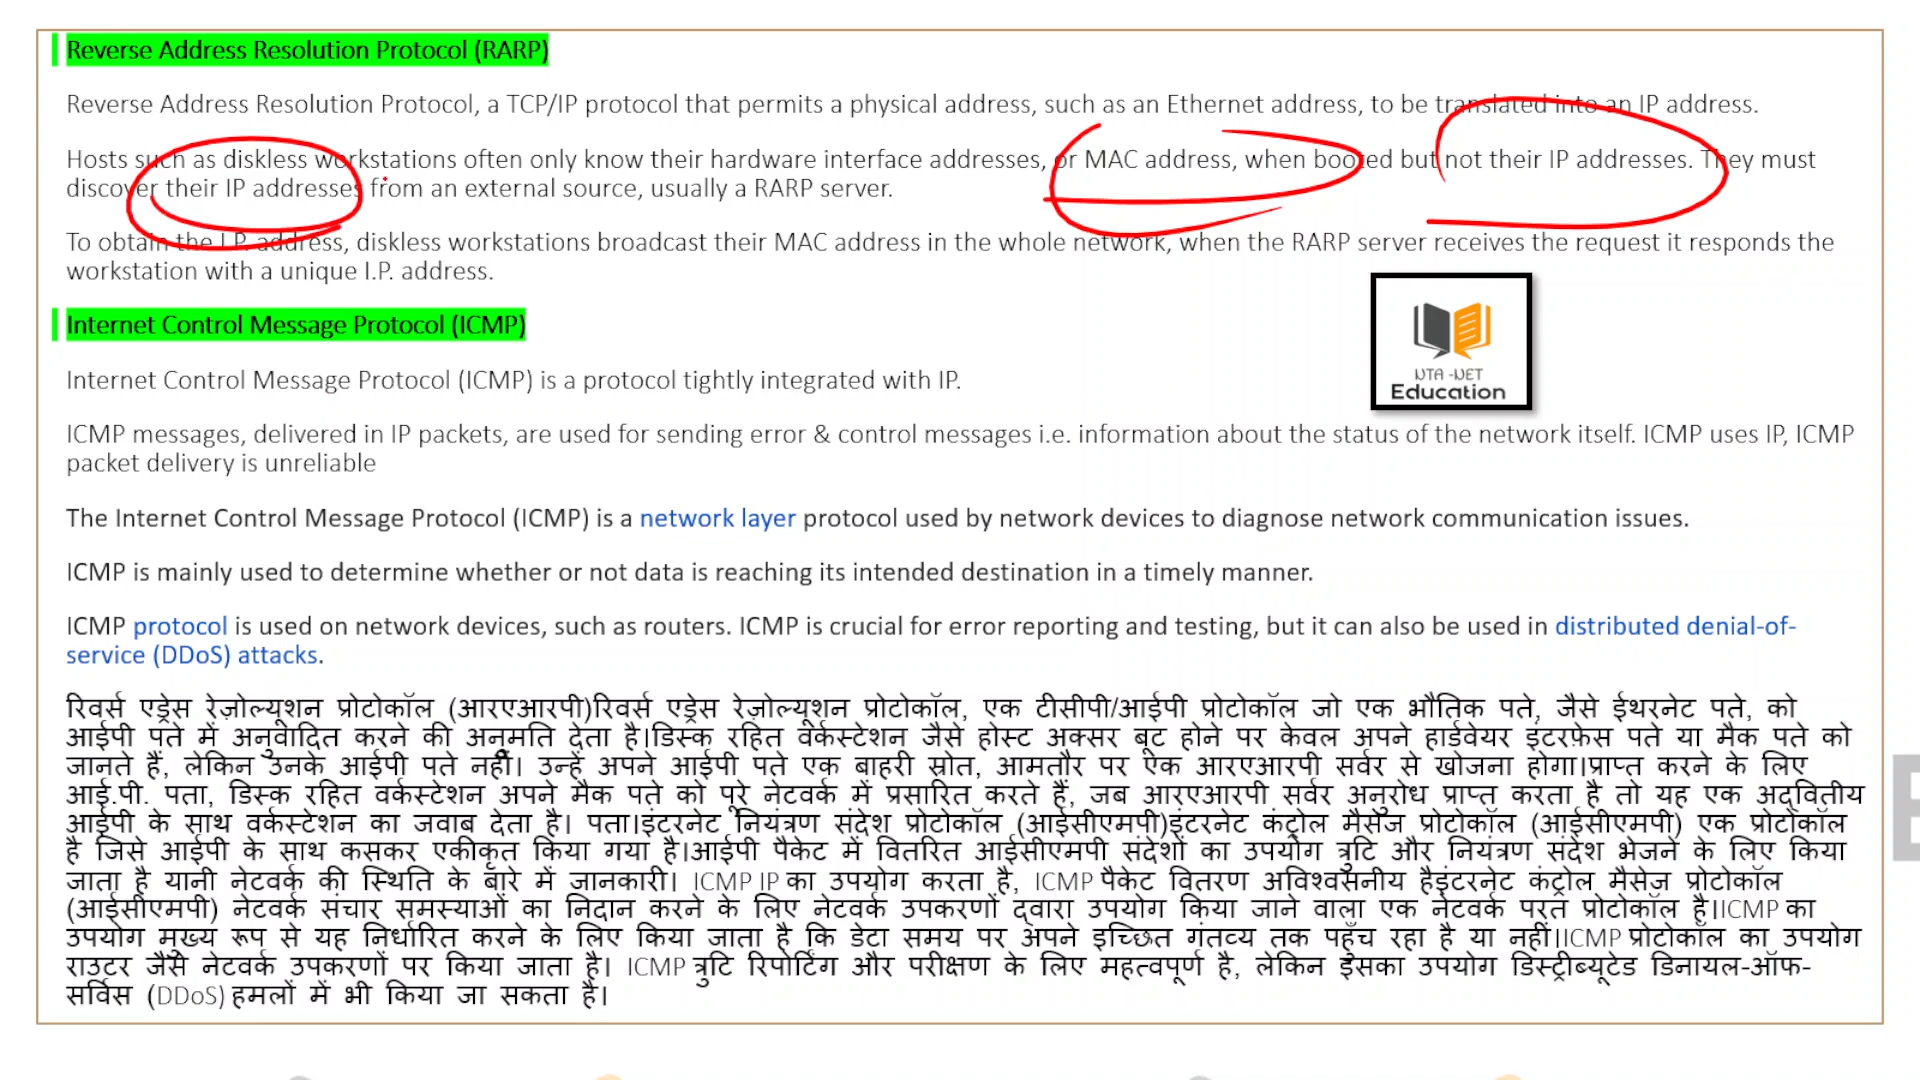 Reverse Address Resolution Protocol (RARP)
Reverse Address Resolution Protocol, a TCP/IP protocol that permits a physical address, such as an Ethernet address, to be translated into an IP address.
Hosts such as diskless workstations often only know their hardware interface addresses, or MAC address, when booted but not their IP addresses. They must
discover their IP addresses from an external source, usually a RARP server.
To obtain the I.P. address, diskless workstations broadcast their MAC address in the whole network, when the RARP server receives the request it responds the
workstation with a unique I.P. address.
Internet Control Message Protocol (ICMP)
Internet Control Message Protocol (ICMP) is a protocol tightly integrated with IP.
NTA -NET
Education
ICMP messages, delivered in IP packets, are used for sending error & control messages i.e. information about the status of the network itself. ICMP uses IP, ICMP
packet delivery is unreliable
The Internet Control Message Protocol (ICMP) is a network layer protocol used by network devices to diagnose network communication issues.
ICMP is mainly used to determine whether or not data is reaching its intended destination in a timely manner.
ICMP protocol is used on network devices, such as routers. ICMP is crucial for error reporting and testing, but it can also be used in distributed denial-of-
service (DDoS) attacks.
रिवर्स एड्रेस रेज़ोल्यूशन प्रोटोकॉल (आरएआरपी)रिवर्स एड्रेस रेज़ोल्यूशन प्रोटोकॉल, एक टीसीपी/आईपी प्रोटोकॉल जो एक भौतिक पते, जैसे ईथरनेट पते, को
आईपी पते में अनुवादित करने की अनुमति देता है।डिस्क रहित वर्कस्टेशन जैसे होस्ट अक्सर बूट होने पर केवल अपने हार्डवेयर इंटरफ़ेस पते या मैक पते को
जानते हैं, लेकिन उनके आईपी पते नहीं। उन्हें अपने आईपी पते एक बाहरी स्रोत, आमतौर पर एक आरएआरपी सर्वर से खोजना होगा।प्राप्त करने के लिए
आई.पी. पता, डिस्क रहित वर्कस्टेशन अपने मैक पते को पूरे नेटवर्क में प्रसारित करते हैं, जब आरएआरपी सर्वर अनुरोध प्राप्त करता है तो यह एक अद्वितीय
आईपी के साथ वर्कस्टेशन का जवाब देता है। पता।इंटरनेट नियंत्रण संदेश प्रोटोकॉल (आईसीएमपी)इंटरनेट कंट्रोल मैसेज प्रोटोकॉल (आईसीएमपी) एक प्रोटोकॉल
है जिसे आईपी के साथ कसकर एकीकृत किया गया है।आईपी पैकेट में वितरित आईसीएमपी संदेशों का उपयोग त्रुटि और नियंत्रण संदेश भेजने के लिए किया
जाता है यानी नेटवर्क की स्थिति के बारे में जानकारी। ICMP IP का उपयोग करता है, ICMP पैकेट वितरण अविश्वसनीय हैइंटरनेट कंट्रोल मैसेज प्रोटोकॉल
(आईसीएमपी) नेटवर्क संचार समस्याओं का निदान करने के लिए नेटवर्क उपकरणों द्वारा उपयोग किया जाने वाला एक नेटवर्क परत प्रोटोकॉल है।ICMP का
उपयोग मुख्य रूप से यह निर्धारित करने के लिए किया जाता है कि डेटा समय पर अपने इच्छित गंतव्य तक पहुँच रहा है या नहीं।ICMP प्रोटोकॉल का उपयोग
राउटर जैसे नेटवर्क उपकरणों पर किया जाता है। ICMP त्रुटि रिपोर्टिंग और परीक्षण के लिए महत्वपूर्ण है, लेकिन इसका उपयोग डिस्ट्रीब्यूटेड डिनायल-ऑफ-
सर्विस (DDoS) हमलों में भी किया जा सकता है।